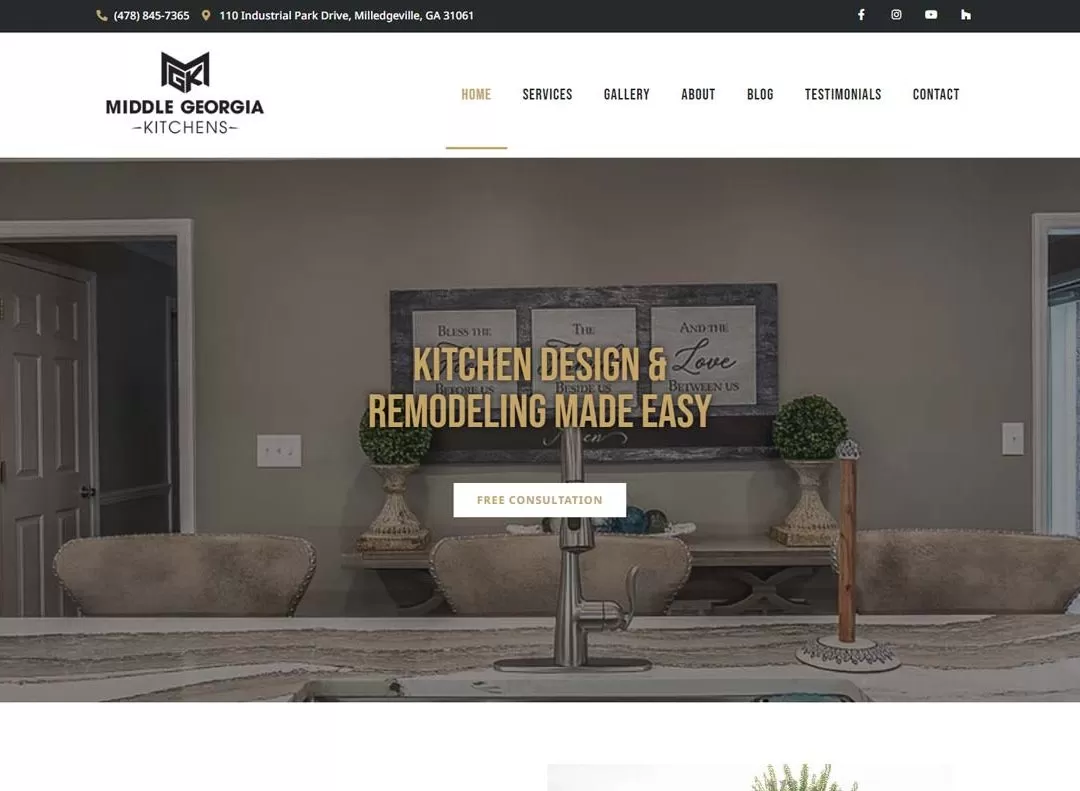 (478) 845-7365 110 Industrial Park Drive, Milledgeville, GA 31061
MGK
MIDDLE GEORGIA
KITCHENS
HOME SERVICES GALLERY ABOUT BLOG TESTIMONIALS CONTACT
BLESS THE THE AND THE
Love
KITCHEN DESIGN &
BEFORE US BESIDE US BETWEEN US
REMODELING MADE EASY
FREE CONSULTATION